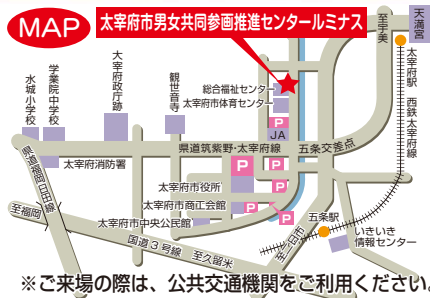 MAP
太宰府市男女共同参画推進センタールミナス
至宇美
天満宮
太宰府駅
西鉄太宰府線
水城小学校
学業院中学校
大宰府政庁跡
観世音寺
総合福祉センター
太宰府市体育センター
P
JA
県道筑紫野・太宰府線
五条交差点
太宰府消防署
P
P
県道福岡日田線
太宰府市役所
P
太宰府市商工会館
P
太宰府市中央公民館
至福岡
国道3号線
至久留米
至二日市
五条駅
いきいき
情報センター
※ご来場の際は、公共交通機関をご利用ください。